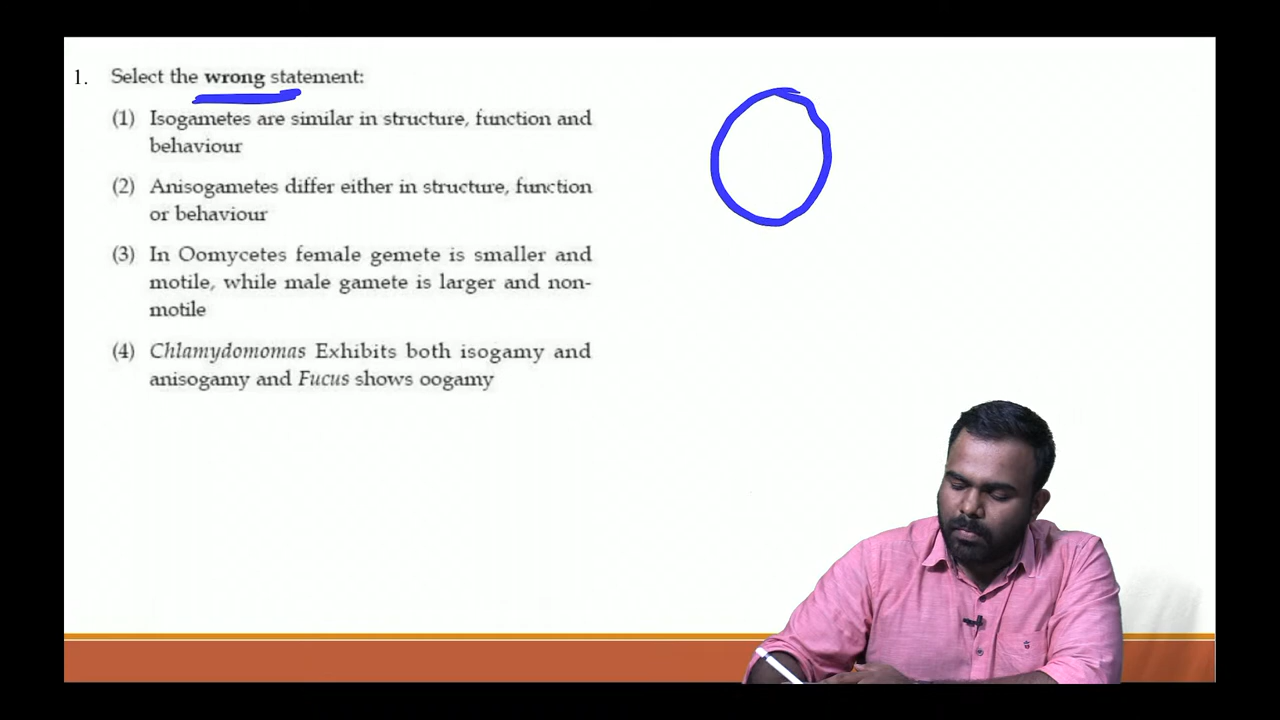 1. Select the wrong statement:
(1) Isogametes are similar in structure, function and
behaviour
(2) Anisogametes differ either in structure, function
or behaviour
(3) In Oomycetes female gemete is smaller and
motile, while male gamete is larger and non-
motile
(4) Chlamydomomas Exhibits both isogamy and
anisogamy and Fucus shows oogamy